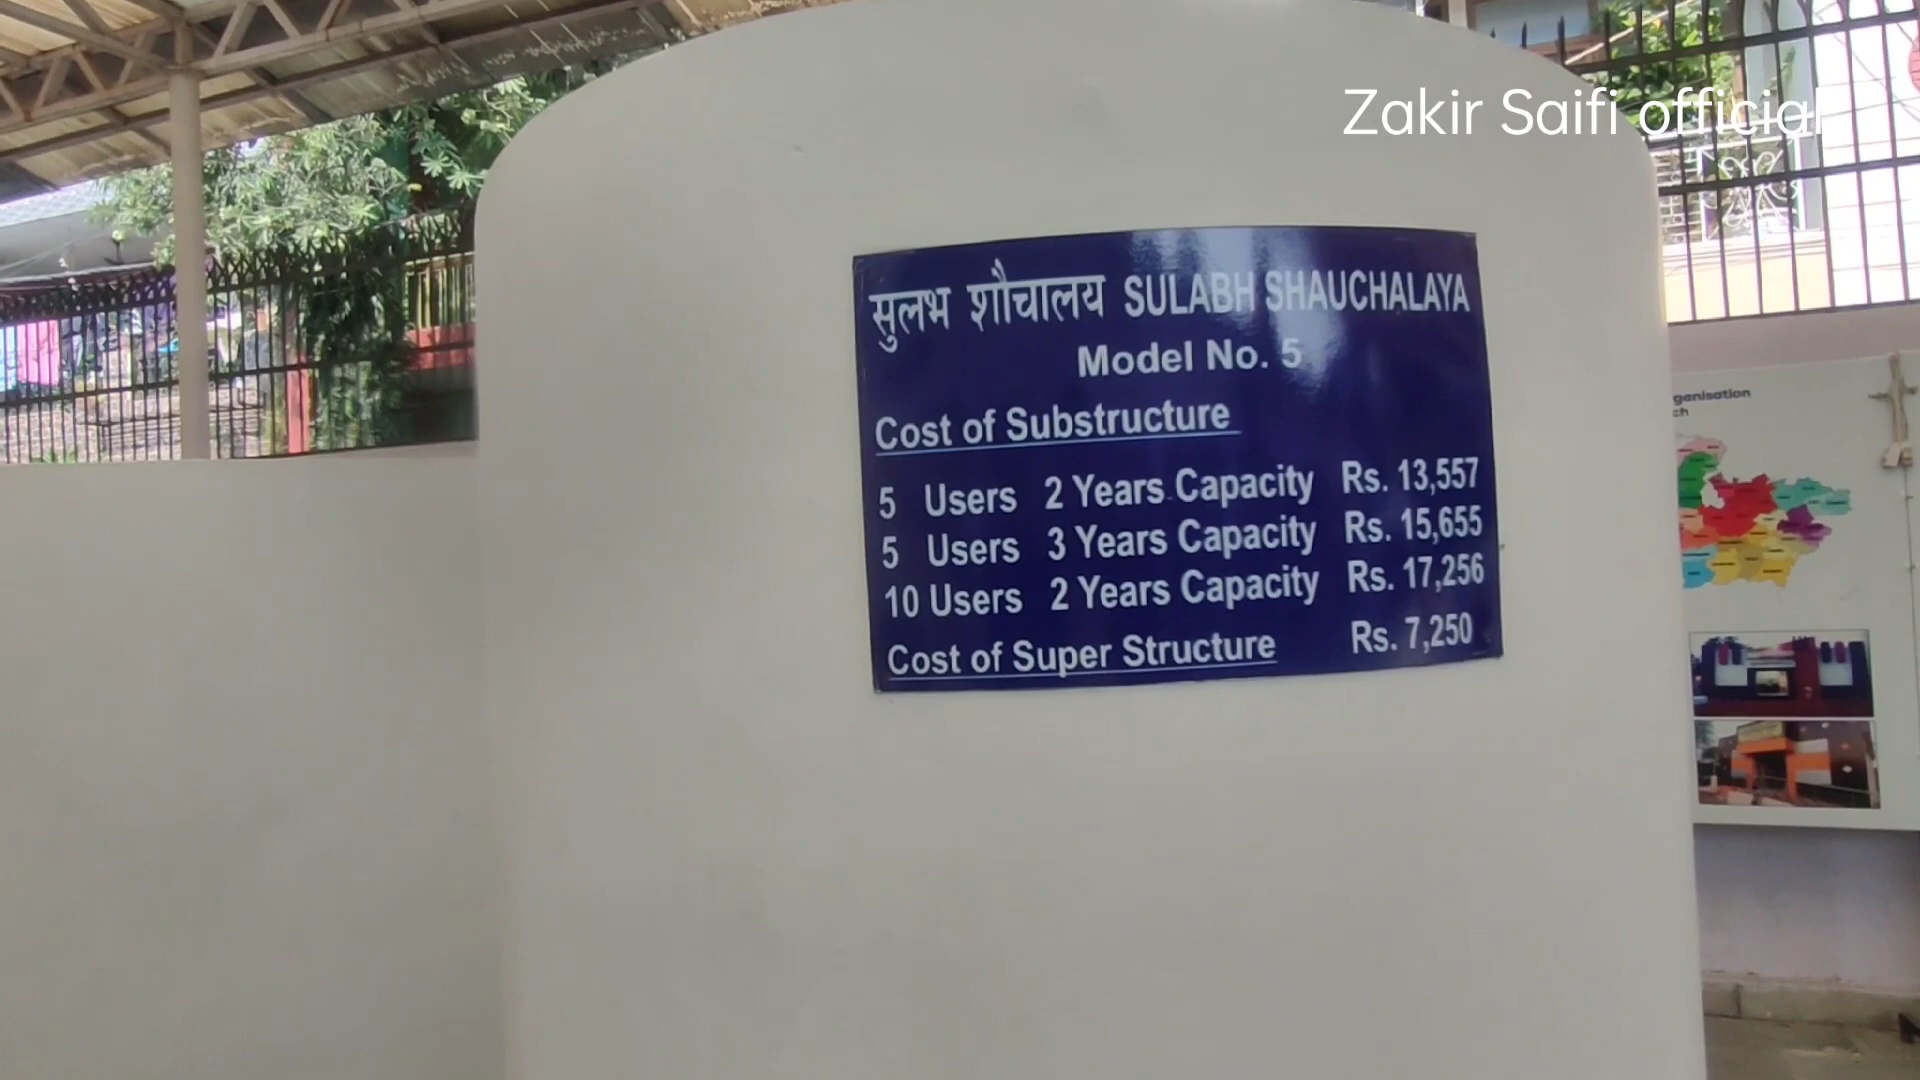 Zakir Saifi official
सुलभ शौचालय SULABH SHAUCHALAYA
Model No. 5
Cost of Substructure
5 Users 2 Years Capacity Rs. 13,557
5 Users 3 Years Capacity Rs. 15,655
10 Users 2 Years Capacity Rs. 17,256
Cost of Super Structure Rs. 7,250
ganisation
ch